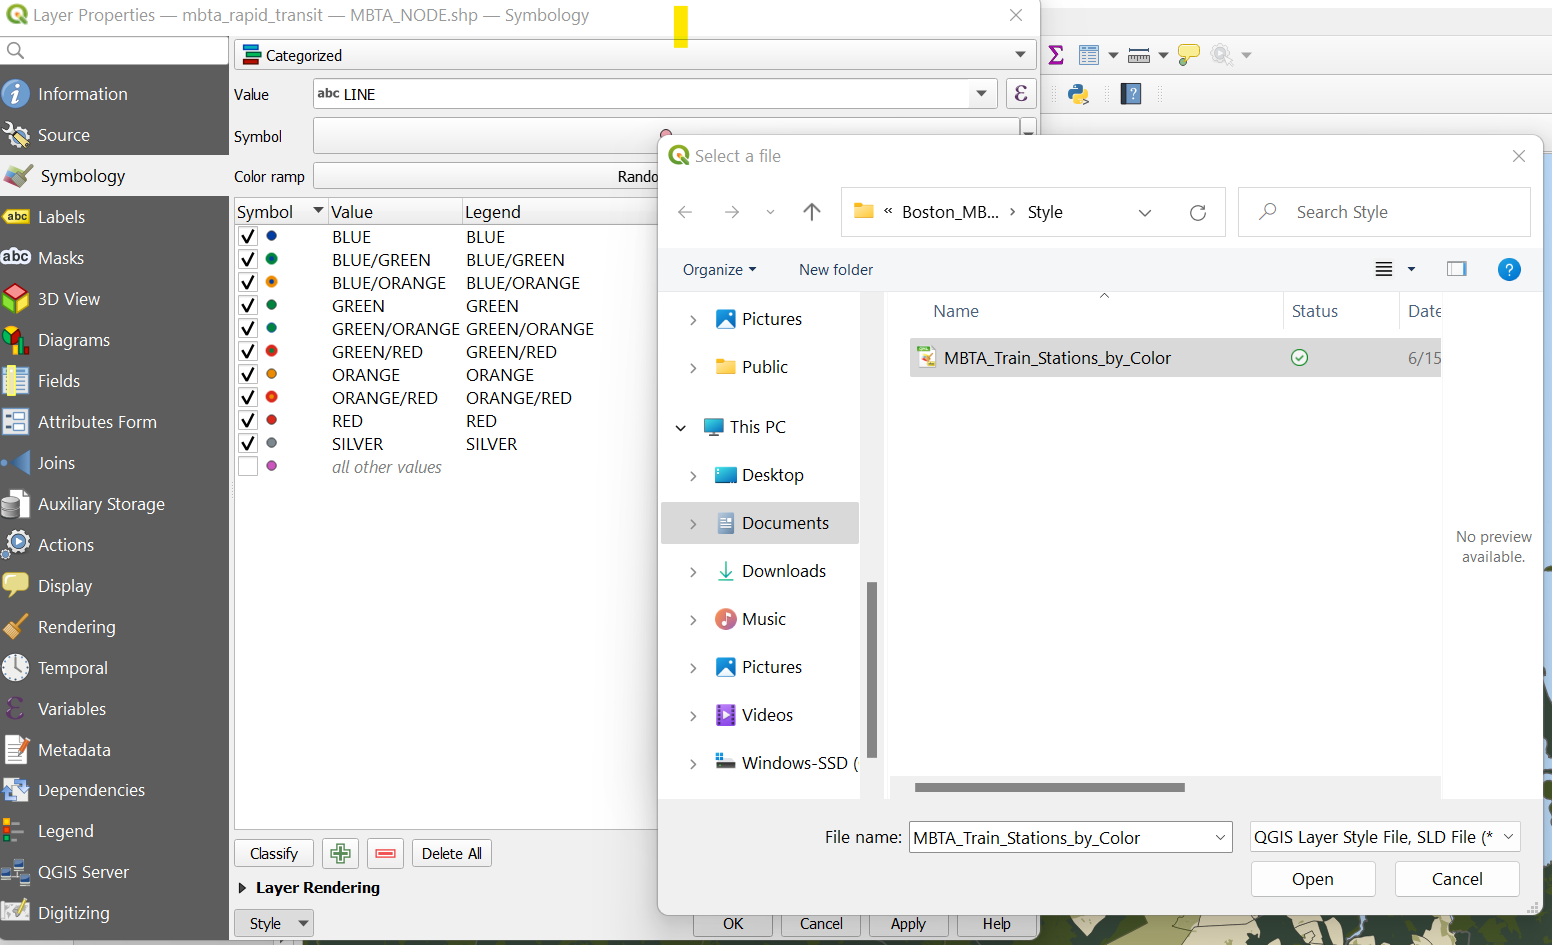 Layer Properties — mbta_rapid_transit — MBTA_NODE.shp — Symbology
Categorized
Value
abc LINE
ε
Symbol
Color ramp
Information
Source
Symbology
Labels
Masks
3D View
Diagrams
Fields
Attributes Form
Joins
Auxiliary Storage
Actions
Display
Rendering
Temporal
Variables
Metadata
Dependencies
Legend
QGIS Server
Digitizing
Symbol Value Legend
BLUE BLUE
BLUE/GREEN BLUE/GREEN
BLUE/ORANGE BLUE/ORANGE
GREEN GREEN
GREEN/ORANGE GREEN/ORANGE
GREEN/RED GREEN/RED
ORANGE ORANGE
ORANGE/RED ORANGE/RED
RED RED
SILVER SILVER
all other values
Classify
Delete All
Layer Rendering
Style
OK
Cancel
Apply
Help
Select a file
« Boston_MB... › Style
Search Style
Organize
New folder
Name Status
MBTA_Train_Stations_by_Color 6/15
Pictures
Public
This PC
Desktop
Documents
Downloads
Music
Pictures
Videos
Windows-SSD (
No preview
available.
File name: MBTA_Train_Stations_by_Color
QGIS Layer Style File, SLD File (*
Open
Cancel